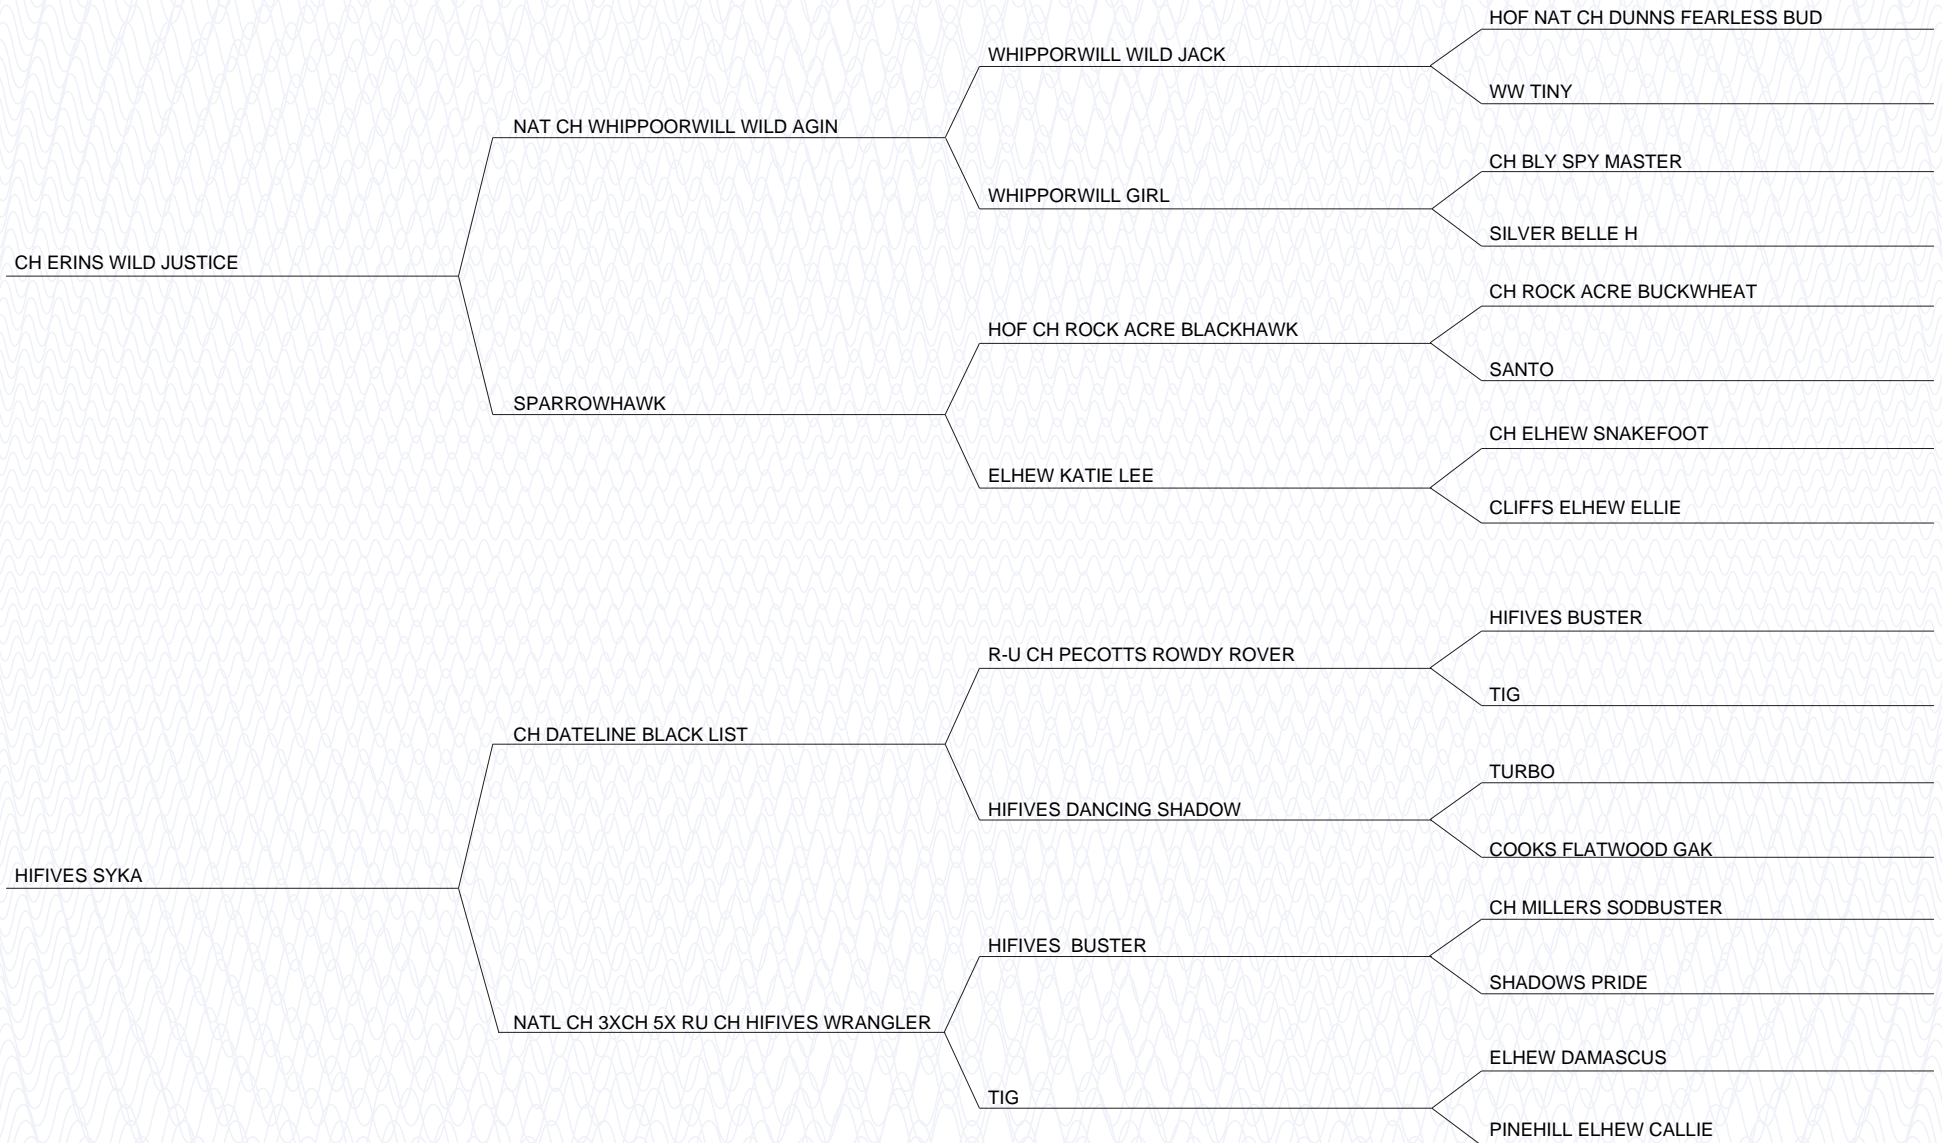 HOF NAT CH DUNNS FEARLESS BUD
WHIPPORWILL WILD JACK
WW TINY
NAT CH WHIPPOORWILL WILD AGIN
CH BLY SPY MASTER
WHIPPORWILL GIRL
SILVER BELLE H
CH ERINS WILD JUSTICE
CH ROCK ACRE BUCKWHEAT
HOF CH ROCK ACRE BLACKHAWK
SANTO
SPARROWHAWK
CH ELHEW SNAKEFOOT
ELHEW KATIE LEE
CLIFFS ELHEW ELLIE
HIFIVES BUSTER
R-U CH PECOTTS ROWDY ROVER
TIG
CH DATELINE BLACK LIST
TURBO
HIFIVES DANCING SHADOW
COOKS FLATWOOD GAK
HIFIVES SYKA
CH MILLERS SODBUSTER
HIFIVES  BUSTER
SHADOWS PRIDE
NATL CH 3XCH 5X RU CH HIFIVES WRANGLER
ELHEW DAMASCUS
TIG
PINEHILL ELHEW CALLIE